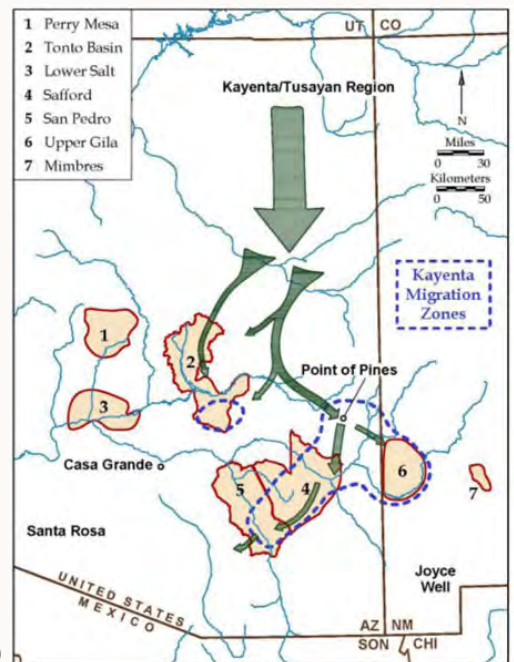 1 Perry Mesa
2 Tonto Basin
3 Lower Salt
4 Safford
5 San Pedro
6 Upper Gila
7 Mimbres
UT CO
Kayenta/Tusayan Region
N
Miles
0 30
Kilometers
0 50
Kayenta
Migration
Zones
1
2
Point of Pines
3
Casa Grande
6
5
4
7
Santa Rosa
Joyce
Well
UNITED STATES
MEXICO
AZ NM
SON CHI